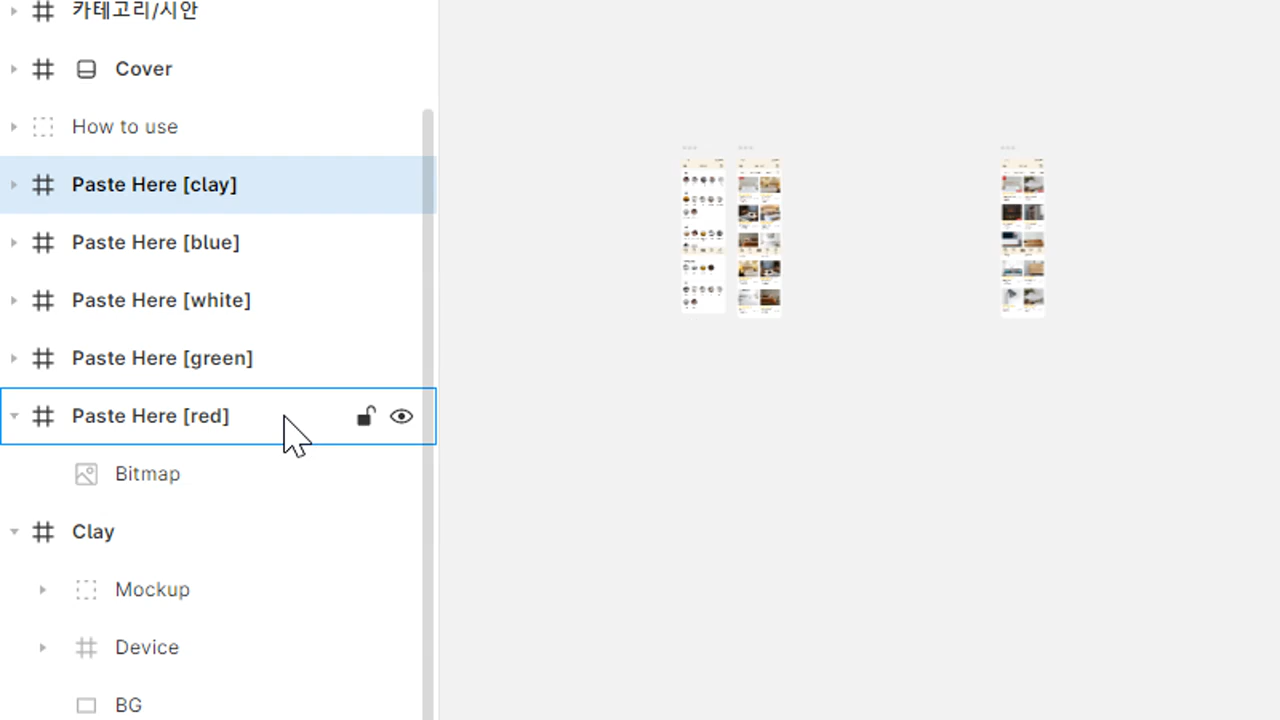 카테고리/시안
Cover
How to use
Paste Here [clay]
Paste Here [blue]
Paste Here [white]
Paste Here [green]
Paste Here [red]
Bitmap
Clay
Mockup
Device
BG